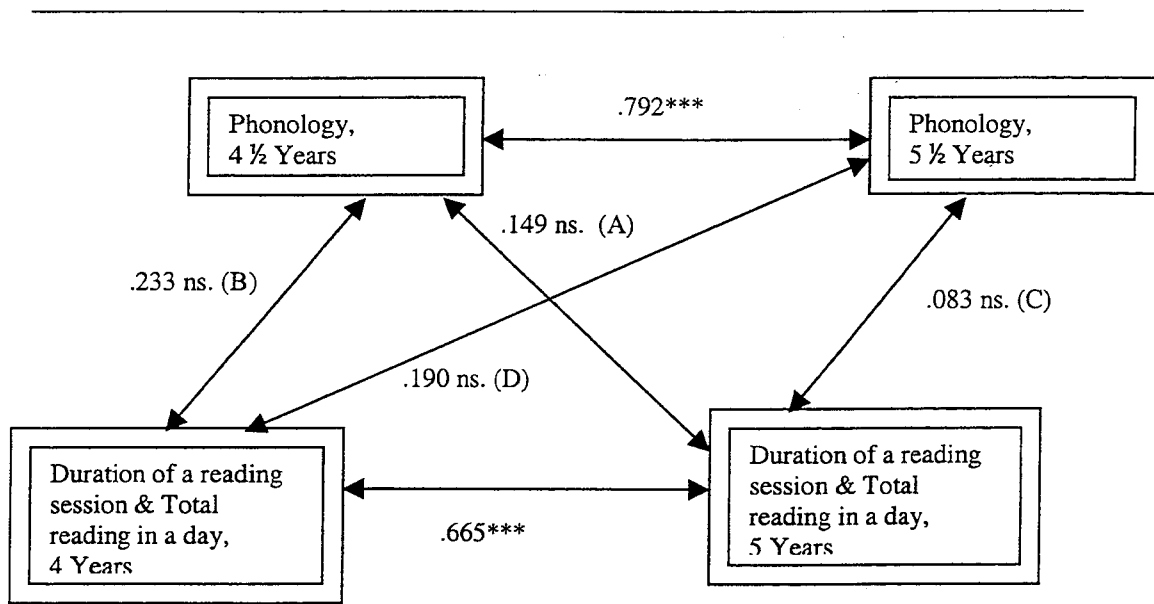 Phonology,
4 ½ Years
.792***
Phonology,
5 ½ Years
.149 ns. (A)
.233 ns. (B)
.083 ns. (C)
.190 ns. (D)
Duration of a reading
session & Total
reading in a day,
4 Years
.665***
Duration of a reading
session & Total
reading in a day,
5 Years